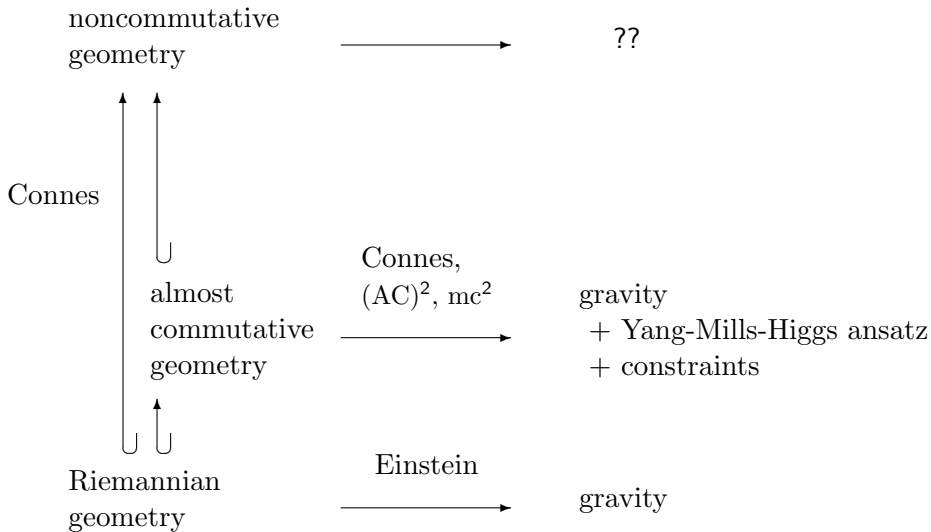 noncommutative
geometry
??
Connes
Connes,
(AC)², mc²
almost
commutative
geometry
gravity
+ Yang-Mills-Higgs ansatz
+ constraints
Einstein
Riemannian
geometry
gravity